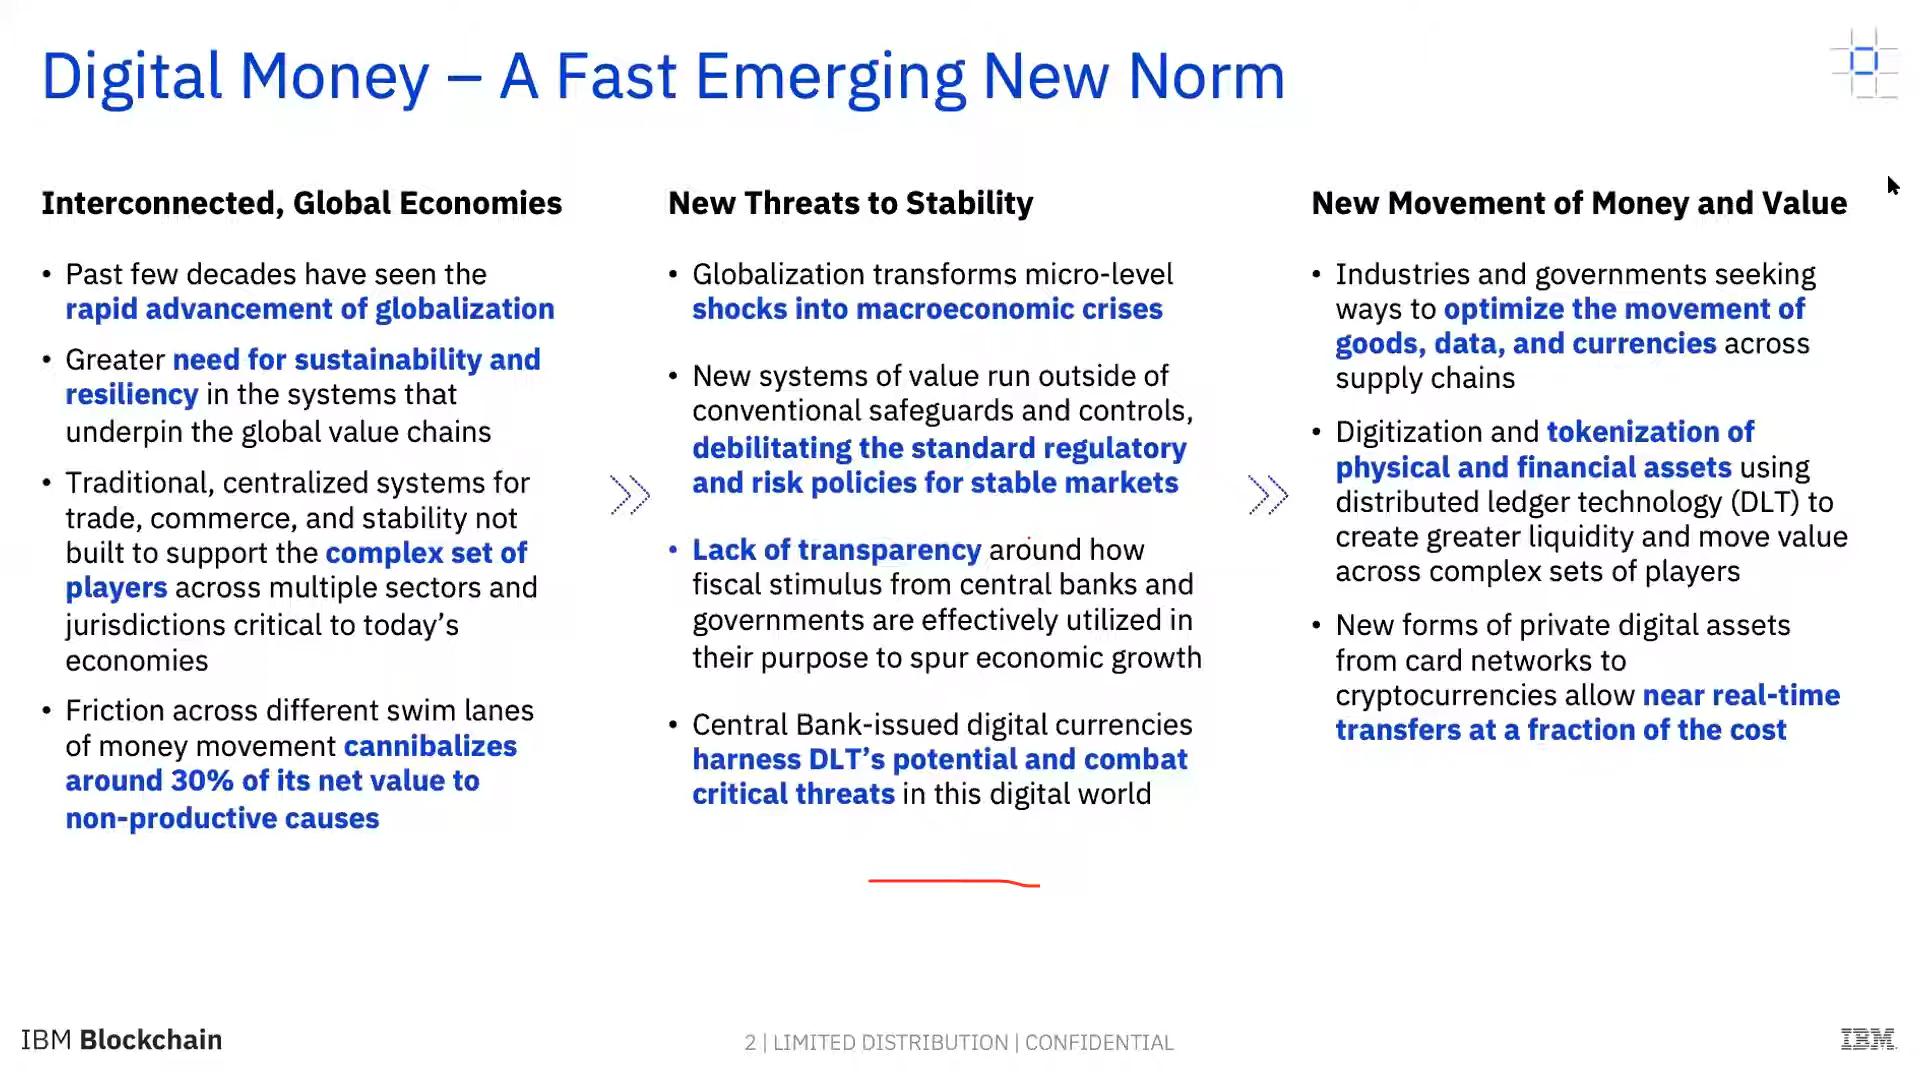 Digital Money – A Fast Emerging New Norm
Interconnected, Global Economies
• Past few decades have seen the
rapid advancement of globalization
• Greater need for sustainability and
resiliency in the systems that
underpin the global value chains
• Traditional, centralized systems for
trade, commerce, and stability not
built to support the complex set of
players across multiple sectors and
jurisdictions critical to today’s
economies
• Friction across different swim lanes
of money movement cannibalizes
around 30% of its net value to
non-productive causes
New Threats to Stability
• Globalization transforms micro-level
shocks into macroeconomic crises
• New systems of value run outside of
conventional safeguards and controls,
debilitating the standard regulatory
and risk policies for stable markets
• Lack of transparency around how
fiscal stimulus from central banks and
governments are effectively utilized in
their purpose to spur economic growth
• Central Bank-issued digital currencies
harness DLT’s potential and combat
critical threats in this digital world
New Movement of Money and Value
• Industries and governments seeking
ways to optimize the movement of
goods, data, and currencies across
supply chains
• Digitization and tokenization of
physical and financial assets using
distributed ledger technology (DLT) to
create greater liquidity and move value
across complex sets of players
• New forms of private digital assets
from card networks to
cryptocurrencies allow near real-time
transfers at a fraction of the cost
IBM Blockchain
2 | LIMITED DISTRIBUTION | CONFIDENTIAL
IBM